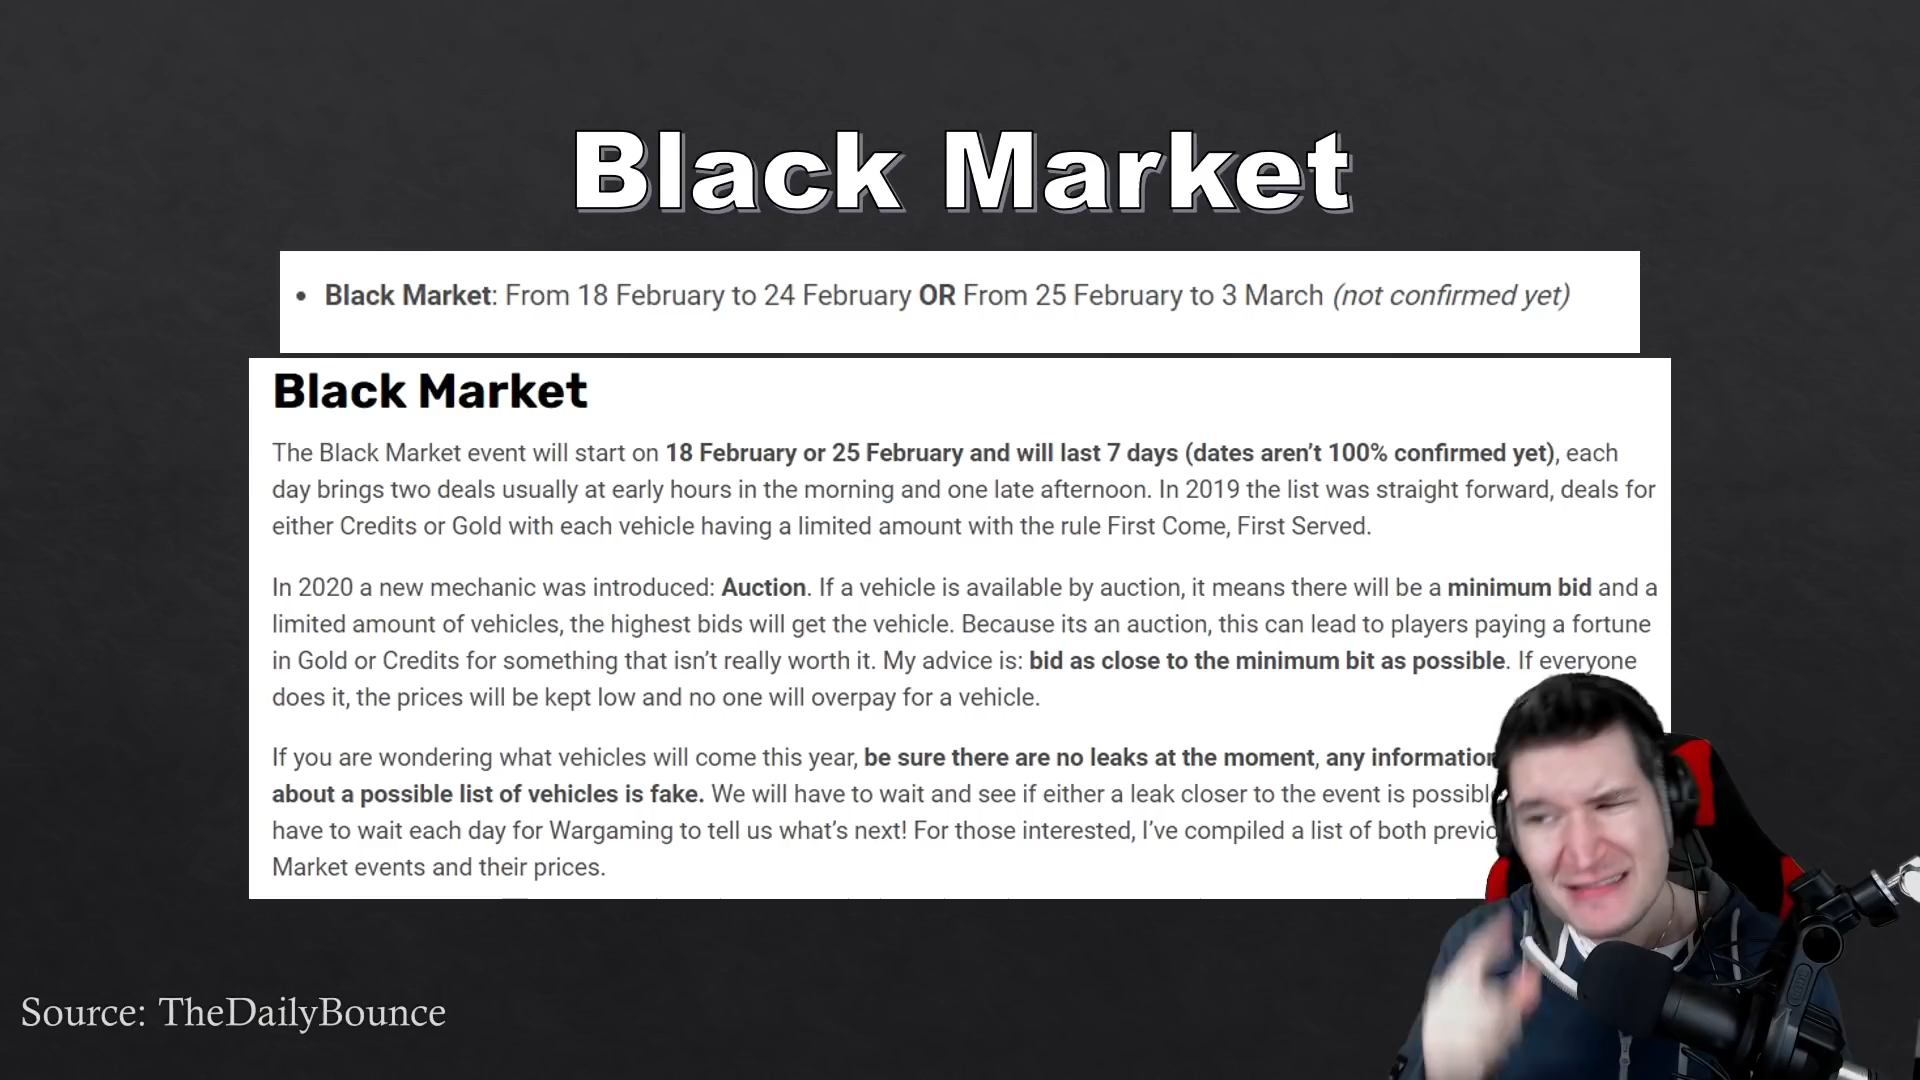 Black Market
• Black Market: From 18 February to 24 February OR From 25 February to 3 March (not confirmed yet)
Black Market
The Black Market event will start on 18 February or 25 February and will last 7 days (dates aren’t 100% confirmed yet), each
day brings two deals usually at early hours in the morning and one late afternoon. In 2019 the list was straight forward, deals for
either Credits or Gold with each vehicle having a limited amount with the rule First Come, First Served.
In 2020 a new mechanic was introduced: Auction. If a vehicle is available by auction, it means there will be a minimum bid and a
limited amount of vehicles, the highest bids will get the vehicle. Because its an auction, this can lead to players paying a fortune
in Gold or Credits for something that isn’t really worth it. My advice is: bid as close to the minimum bit as possible. If everyone
does it, the prices will be kept low and no one will overpay for a vehicle.
If you are wondering what vehicles will come this year, be sure there are no leaks at the moment, any information
about a possible list of vehicles is fake. We will have to wait and see if either a leak closer to the event is
have to wait each day for Wargaming to tell us what’s next! For those interested, I’ve compiled a list of both
Market events and their prices.
Source: TheDailyBounce